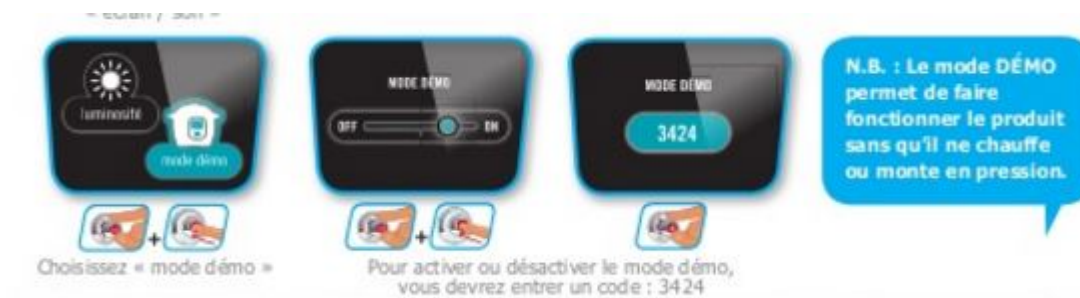 « écran / son »
luminosité
mode démo
MODE DÉMO
OFF
ON
MODE DÉMO
3424
N.B. : Le mode DÉMO
permet de faire
fonctionner le produit
sans qu'il ne chauffe
ou monte en pression.
+
+
Choisissez « mode démo »
Pour activer ou désactiver le mode démo,
vous devrez entrer un code : 3424